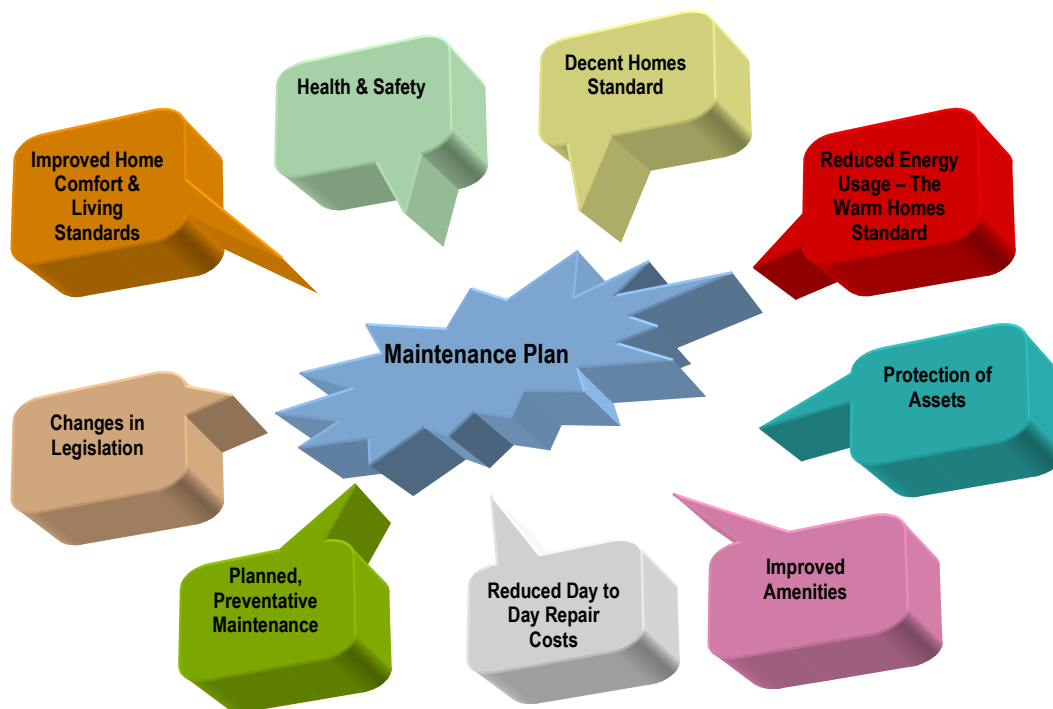 Health & Safety
Decent Homes
Standard
Improved Home
Comfort &
Living
Standards
Reduced Energy
Usage – The
Warm Homes
Standard
Maintenance Plan
Protection of
Assets
Changes in
Legislation
Planned,
Preventative
Maintenance
Reduced Day to
Day Repair
Costs
Improved
Amenities